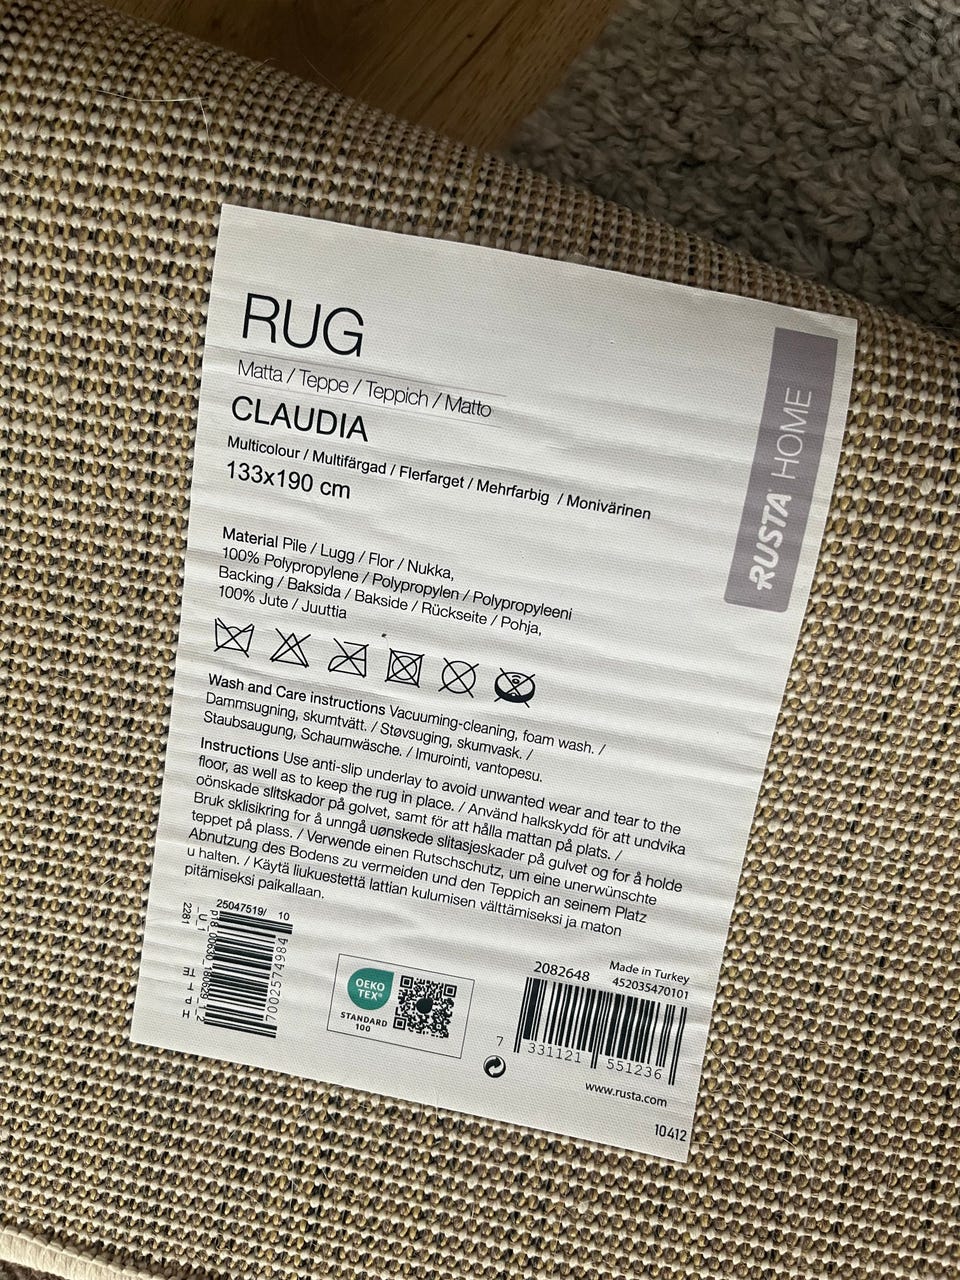 RUG
Matta / Teppe / Teppich / Matto
CLAUDIA
Multicolour / Multifärgad / Flerfarget / Mehrfarbig / Monivärinen
133x190 cm
RUSTA HOME
Material Pile / Lugg / Flor / Nukka,
100% Polypropylene / Polypropylen / Polypropyleeni
Backing / Baksida / Bakside / Rückseite / Pohja,
100% Jute / Juuttia
Wash and Care instructions Vacuuming-cleaning, foam wash. /
Dammsugning, skumtvätt. / Støvsuging, skumvask. /
Staubsaugung, Schaumwäsche. / Imurointi, vantopesu.
Instructions Use anti-slip underlay to avoid unwanted wear and tear to the
floor, as well as to keep the rug in place. / Använd halkskydd för att undvika
oönskade slitskador på golvet, samt för att hålla mattan på plats. /
Bruk sklisikring for å unngå uønskede slitasjeskader på gulvet og for å holde
teppet på plass. / Verwende einen Rutschschutz, um eine unerwünschte
Abnutzung des Bodens zu vermeiden und den Teppich an seinem Platz
u halten. / Käytä liukuestettä lattian kulumisen välttämiseksi ja maton
pitämiseksi paikallaan.
25047519/ 10
7002574984
2281
OEKO
TEX®
STANDARD
100
2082648
Made in Turkey
452035470101
7 331121 551236
www.rusta.com
10412